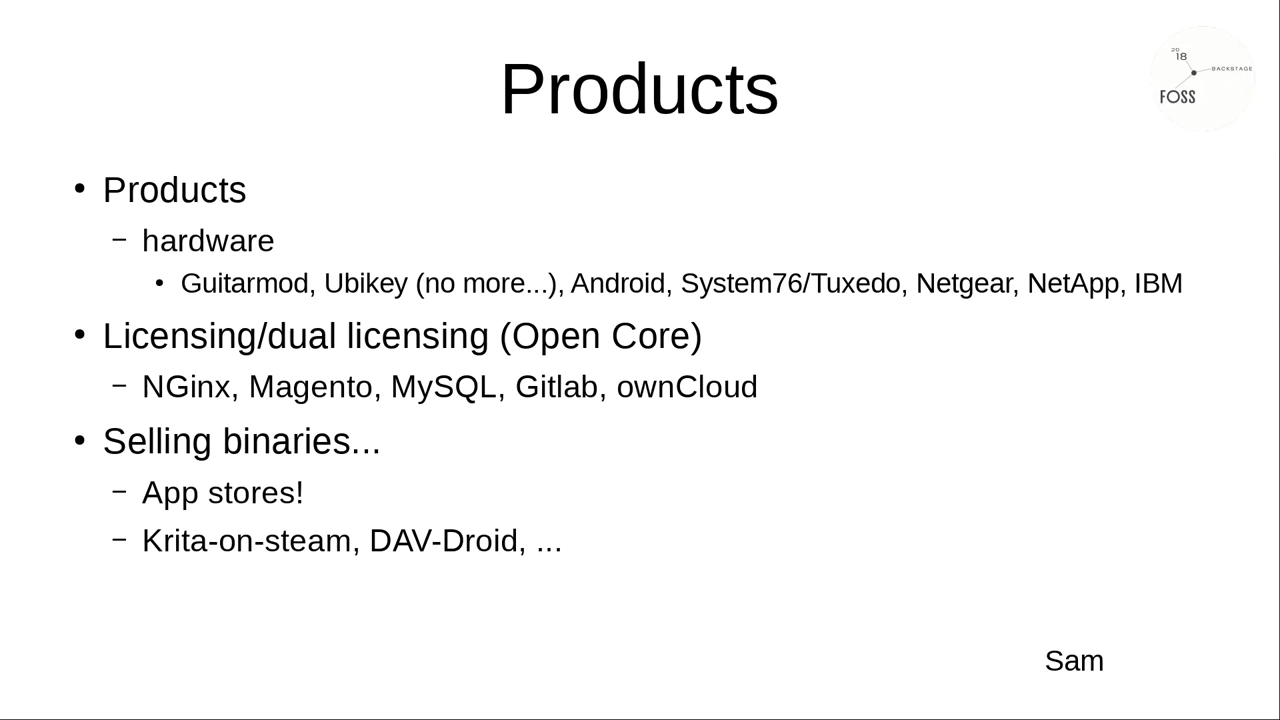 Products
20
18
BACKSTAGE
FOSS
• Products
– hardware
• Guitarmod, Ubikey (no more...), Android, System76/Tuxedo, Netgear, NetApp, IBM
• Licensing/dual licensing (Open Core)
– NGinx, Magento, MySQL, Gitlab, ownCloud
• Selling binaries...
– App stores!
– Krita-on-steam, DAV-Droid, ...
Sam